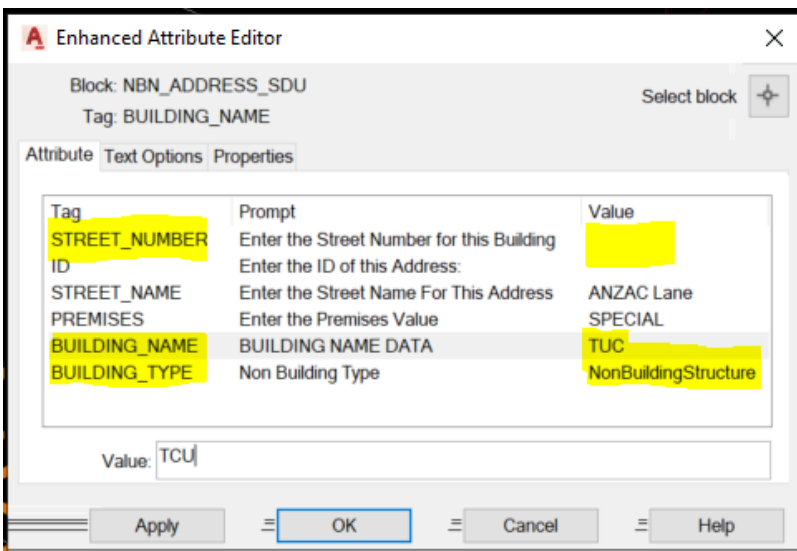 Enhanced Attribute Editor
Block: NBN_ADDRESS_SDU
Select block
Tag: BUILDING_NAME
Attribute Text Options Properties
Tag Prompt Value
STREET_NUMBER Enter the Street Number for this Building
ID Enter the ID of this Address:
STREET_NAME Enter the Street Name For This Address ANZAC Lane
PREMISES Enter the Premises Value SPECIAL
BUILDING_NAME BUILDING NAME DATA TUC
BUILDING_TYPE Non Building Type NonBuildingStructure
Value: TCU
Apply OK Cancel Help